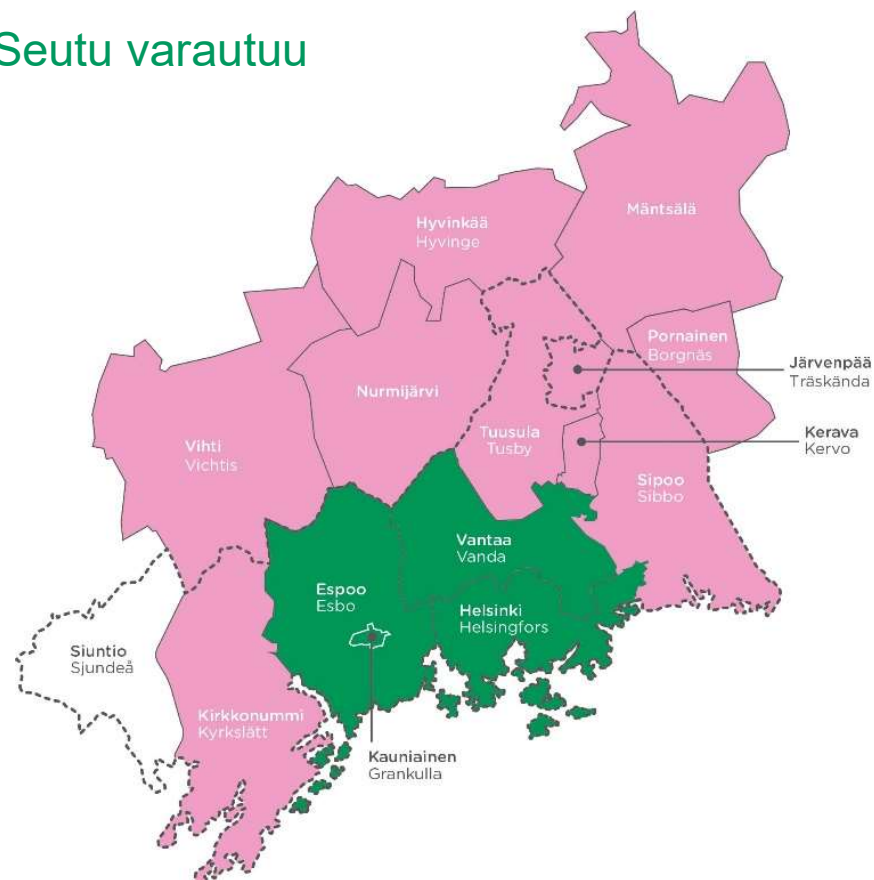 Seutu varautuu
Mäntsälä
Hyvinkää
Hyvinge
Pornainen
Borgnäs
Järvenpää
Träskända
Nurmijärvi
Tuusula
Tusby
Kerava
Kervo
Vihti
Vichtis
Sipoo
Sibbo
Vantaa
Vanda
Espoo
Esbo
Helsinki
Helsingfors
Siuntio
Sjundeå
Kirkkonummi
Kyrkslätt
Kauniainen
Grankulla